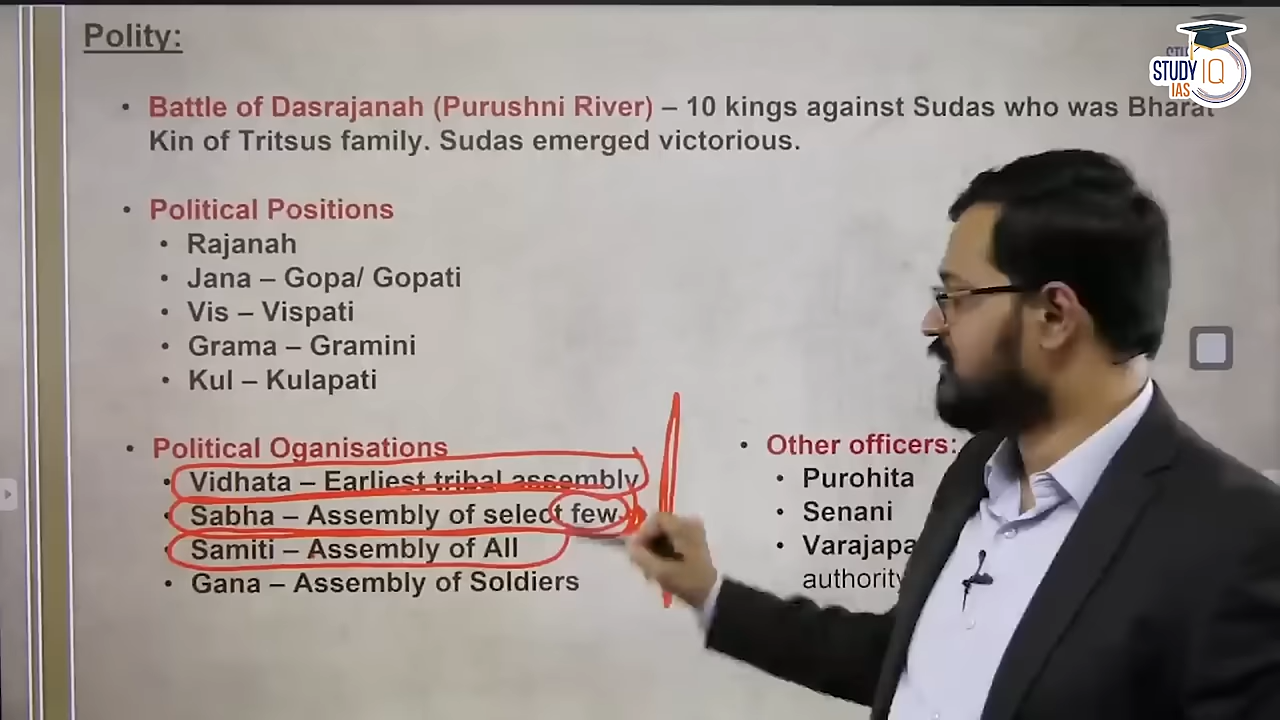 Polity:
STUDY IQ
IAS
• Battle of Dasrajanah (Purushni River) – 10 kings against Sudas who was Bharat
Kin of Tritsus family. Sudas emerged victorious.
• Political Positions
• Rajanah
• Jana – Gopa/ Gopati
• Vis – Vispati
• Grama – Gramini
• Kul – Kulapati
• Political Oganisations
• Vidhata – Earliest tribal assembly
• Sabha – Assembly of select few
• Samiti – Assembly of All
• Gana – Assembly of Soldiers
• Other officers:
• Purohita
• Senani
• Varajapa
authority